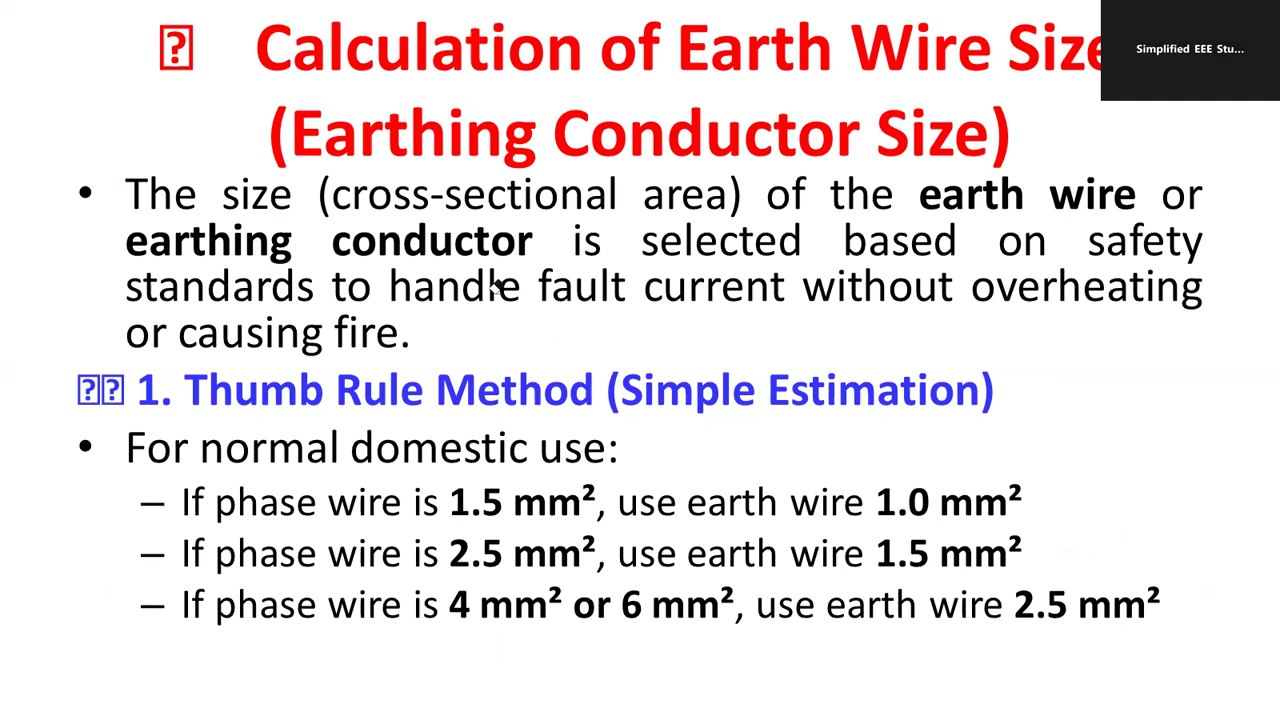 Calculation of Earth Wire Size
Simplified EEE Stu...
(Earthing Conductor Size)
• The size (cross-sectional area) of the earth wire or
earthing conductor is selected based on safety
standards to handle fault current without overheating
or causing fire.
1. Thumb Rule Method (Simple Estimation)
• For normal domestic use:
– If phase wire is 1.5 mm², use earth wire 1.0 mm²
– If phase wire is 2.5 mm², use earth wire 1.5 mm²
– If phase wire is 4 mm² or 6 mm², use earth wire 2.5 mm²